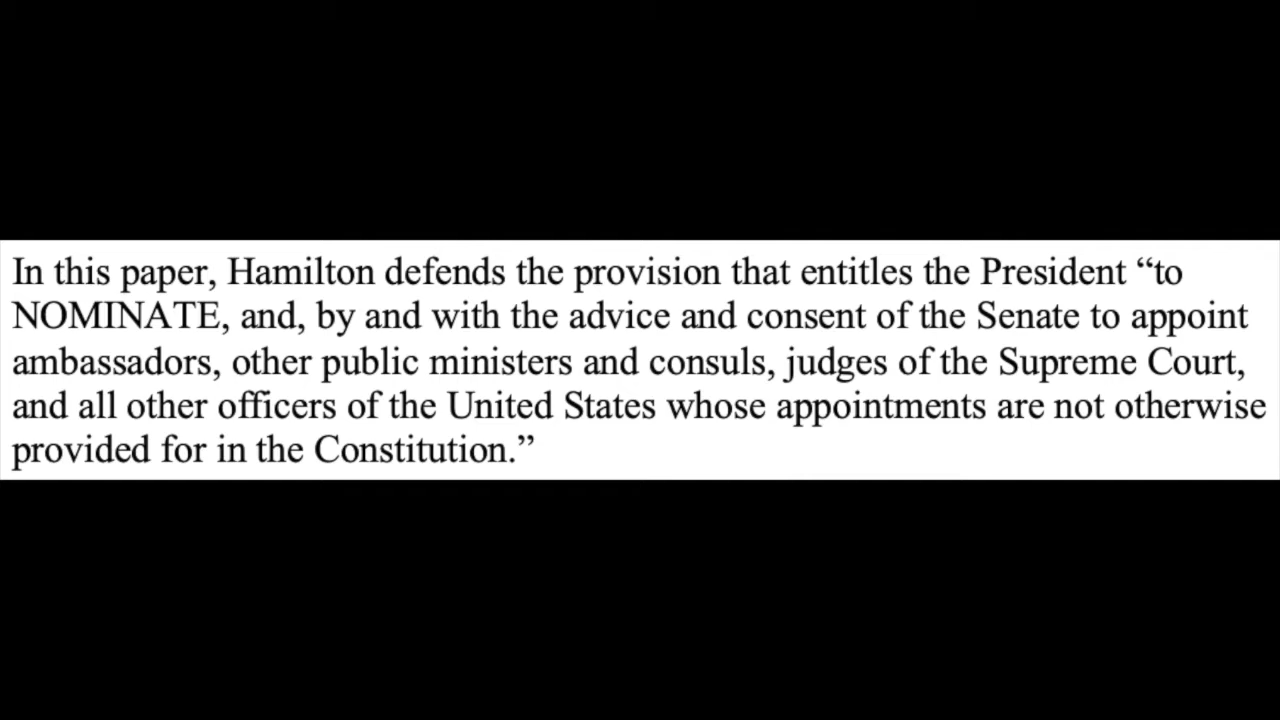 In this paper, Hamilton defends the provision that entitles the President “to
NOMINATE, and, by and with the advice and consent of the Senate to appoint
ambassadors, other public ministers and consuls, judges of the Supreme Court,
and all other officers of the United States whose appointments are not otherwise
provided for in the Constitution.”